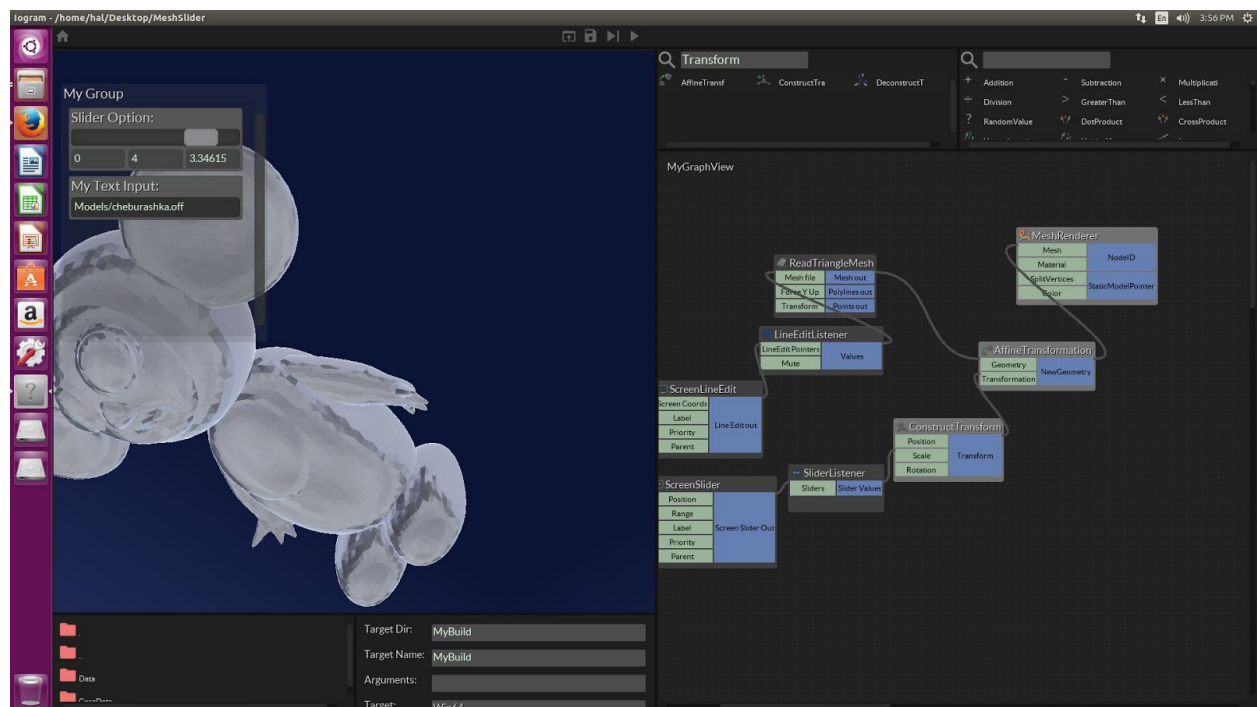 Iogram - /home/hal/Desktop/MeshSlider
En
3:56 PM
My Group
Slider Option:
0 4 3.34615
My Text Input:
Models/cheburashka.off
Transform
AffineTransf ConstructTra DeconstructT
Addition Subtraction Multiplicati
Division GreaterThan LessThan
RandomValue DotProduct CrossProduct
MyGraphView
MeshRenderer
Mesh
Material
SplitVertices
Color
NodeID
StaticModelPointer
ReadTriangleMesh
Mesh file Mesh out
Force Y Up Polylines out
Transform Points out
LineEditListener
LineEdit Pointers
Mute
Values
AffineTransformation
Geometry
Transformation
NewGeometry
ScreenLineEdit
Screen Coords
Label
Priority
Parent
Line Edit out
ConstructTransform
Position
Scale
Rotation
Transform
SliderListener
Sliders Slider Values
ScreenSlider
Position
Range
Label
Priority
Parent
Screen Slider Out
.
..
Data
CoreData
Target Dir: MyBuild
Target Name: MyBuild
Arguments:
Target: Win64